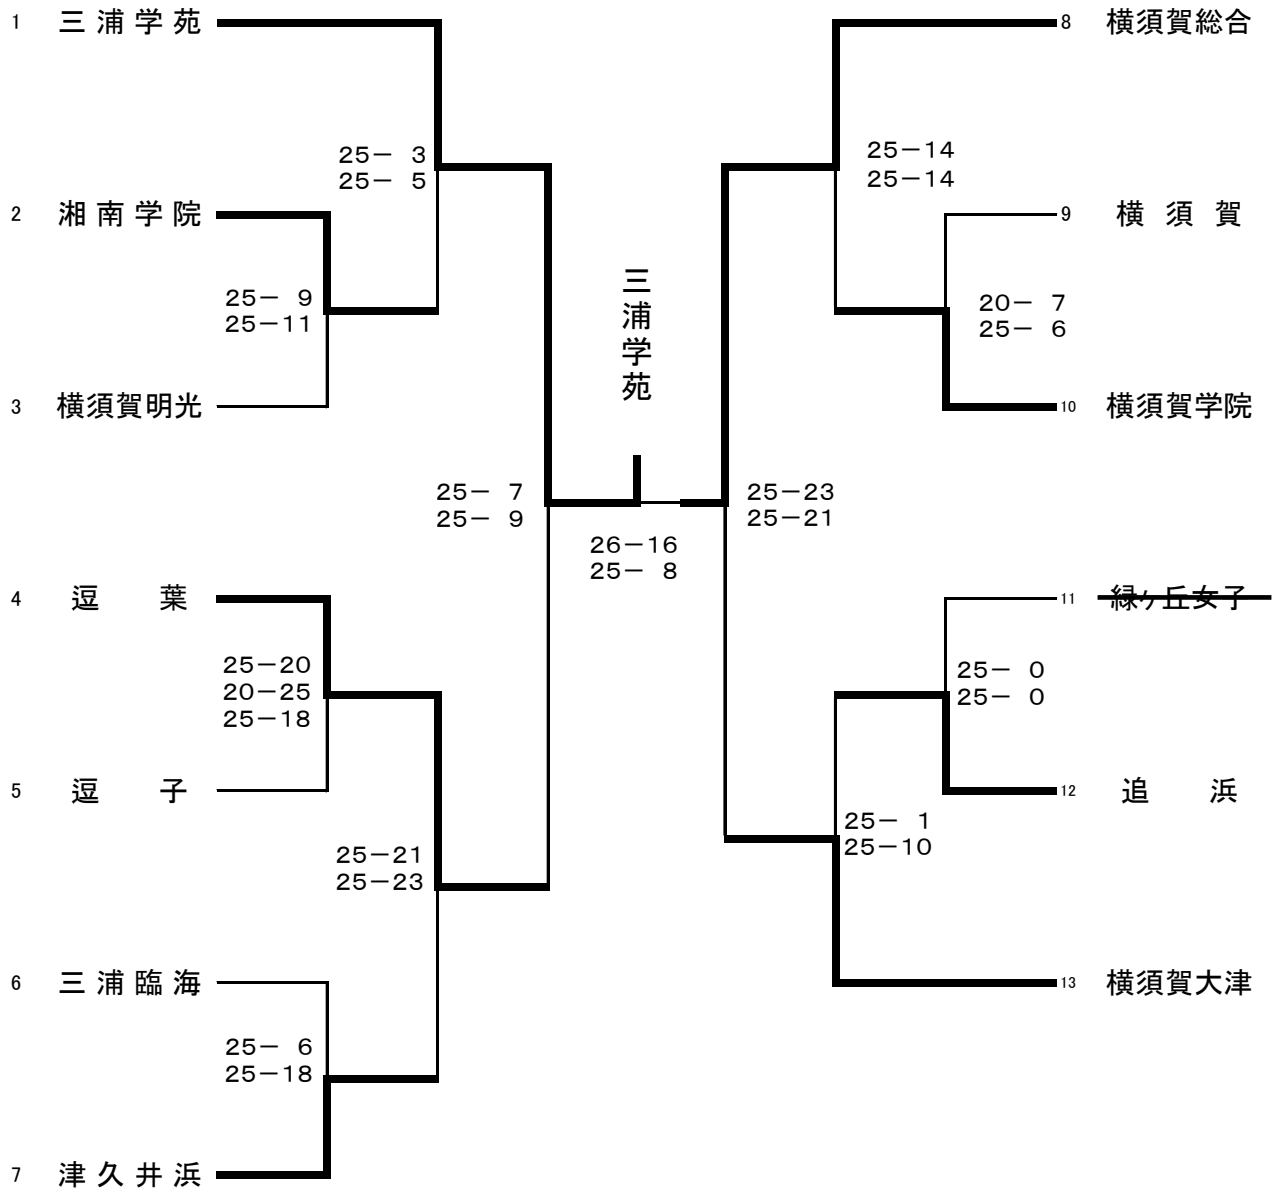 1 三浦学苑
25－ 3
25－ 5
2 湘南学院
25－ 9
25－11
3 横須賀明光
25－ 7
25－ 9
4 逗 葉
25－20
20－25
25－18
5 逗 子
25－21
25－23
6 三浦臨海
25－ 6
25－18
7 津久井浜
三浦学苑
26－16
25－ 8
8 横須賀総合
25－14
25－14
9 横須賀
20－ 7
25－ 6
10 横須賀学院
25－23
25－21
11 緑ヶ丘女子
25－ 0
25－ 0
12 追 浜
25－ 1
25－10
13 横須賀大津